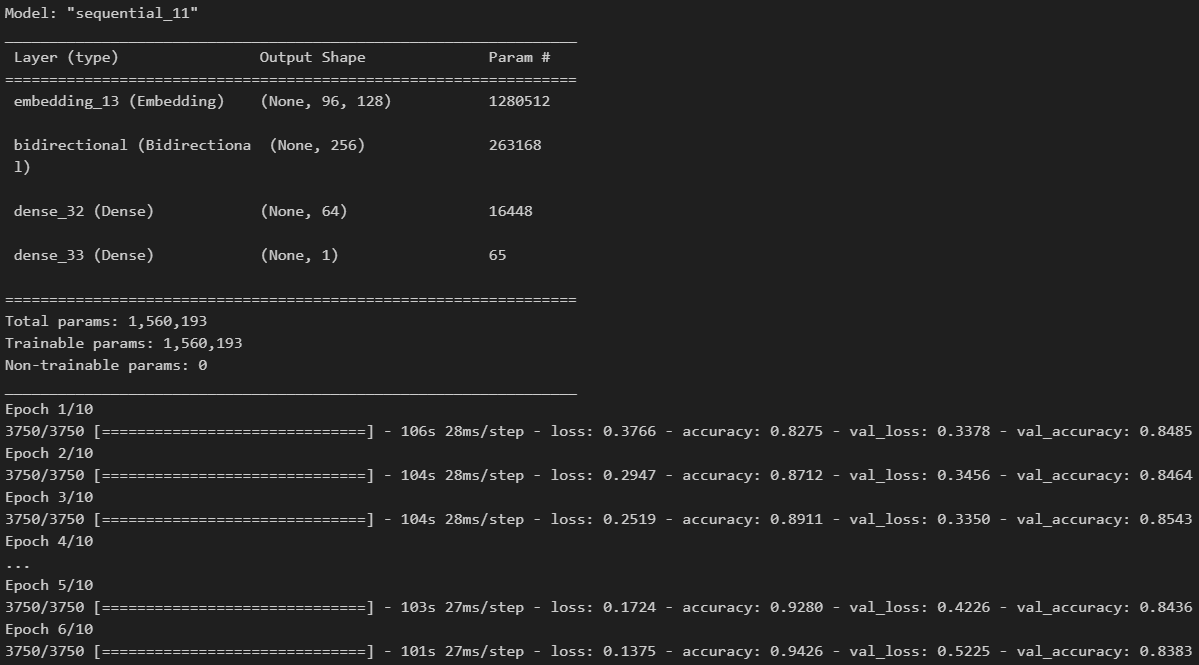 Model: "sequential_11"
_________________________________________________________________
 Layer (type)                Output Shape              Param #
=================================================================
 embedding_13 (Embedding)    (None, 96, 128)           1280512

 bidirectional (Bidirectiona  (None, 256)              263168
 l)

 dense_32 (Dense)            (None, 64)                16448

 dense_33 (Dense)            (None, 1)                 65

=================================================================
Total params: 1,560,193
Trainable params: 1,560,193
Non-trainable params: 0
_________________________________________________________________
Epoch 1/10
3750/3750 [==============================] - 106s 28ms/step - loss: 0.3766 - accuracy: 0.8275 - val_loss: 0.3378 - val_accuracy: 0.8485
Epoch 2/10
3750/3750 [==============================] - 104s 28ms/step - loss: 0.2947 - accuracy: 0.8712 - val_loss: 0.3456 - val_accuracy: 0.8464
Epoch 3/10
3750/3750 [==============================] - 104s 28ms/step - loss: 0.2519 - accuracy: 0.8911 - val_loss: 0.3350 - val_accuracy: 0.8543
Epoch 4/10
...
Epoch 5/10
3750/3750 [==============================] - 103s 27ms/step - loss: 0.1724 - accuracy: 0.9280 - val_loss: 0.4226 - val_accuracy: 0.8436
Epoch 6/10
3750/3750 [==============================] - 101s 27ms/step - loss: 0.1375 - accuracy: 0.9426 - val_loss: 0.5225 - val_accuracy: 0.8383